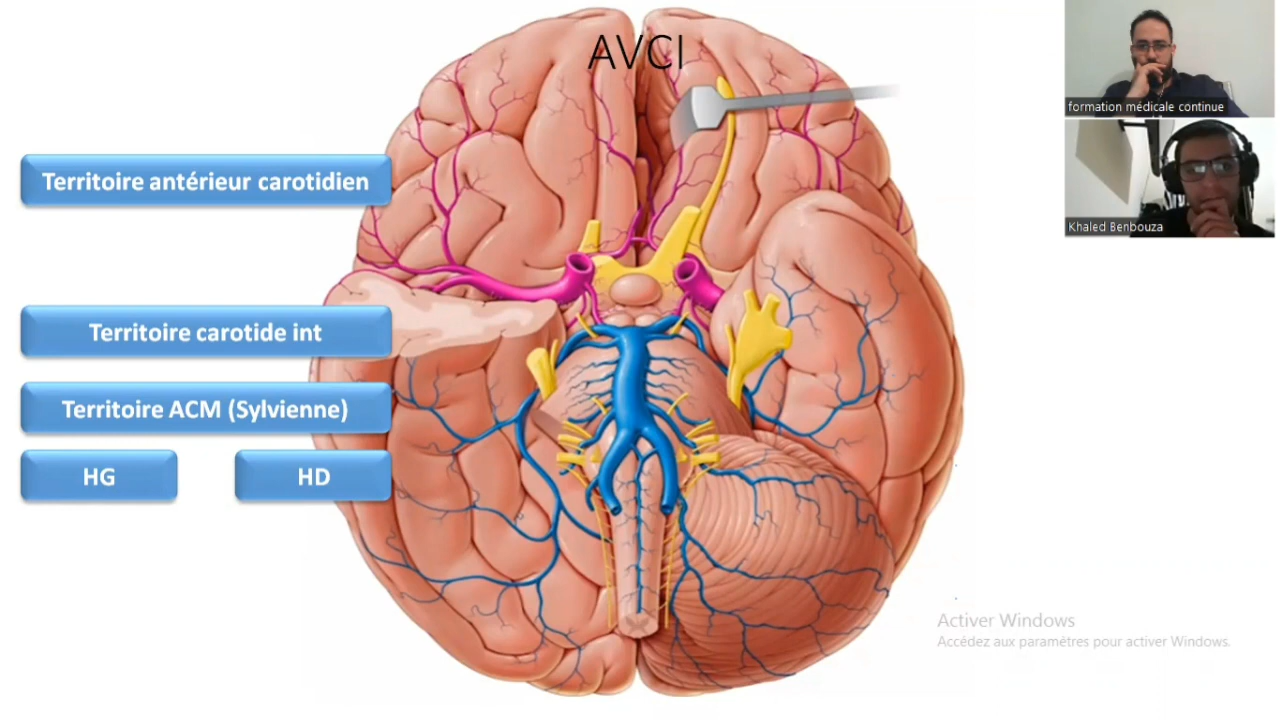 AVCI
Territoire antérieur carotidien
Territoire carotide int
Territoire ACM (Sylvienne)
HG
HD
formation médicale continue
Khaled Benbouza
Activer Windows
Accédez aux paramètres pour activer Windows.